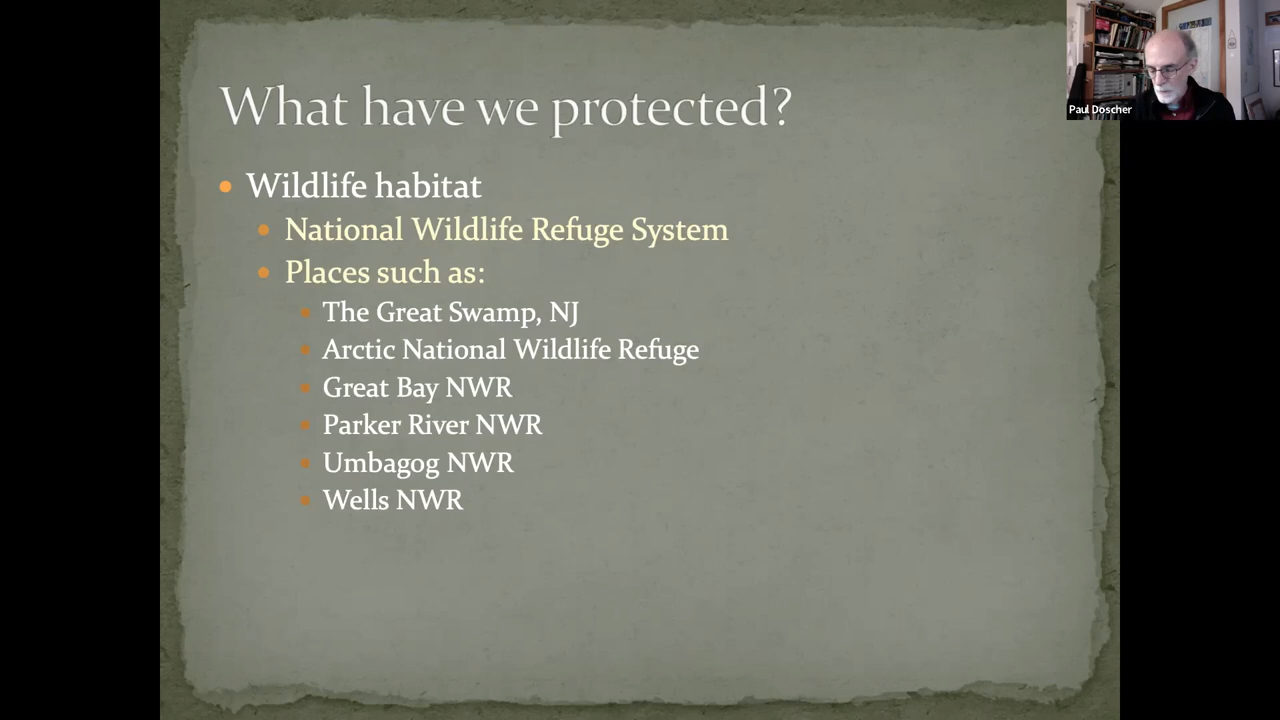 What have we protected?
Wildlife habitat
National Wildlife Refuge System
Places such as:
The Great Swamp, NJ
Arctic National Wildlife Refuge
Great Bay NWR
Parker River NWR
Umbagog NWR
Wells NWR
Paul Doscher